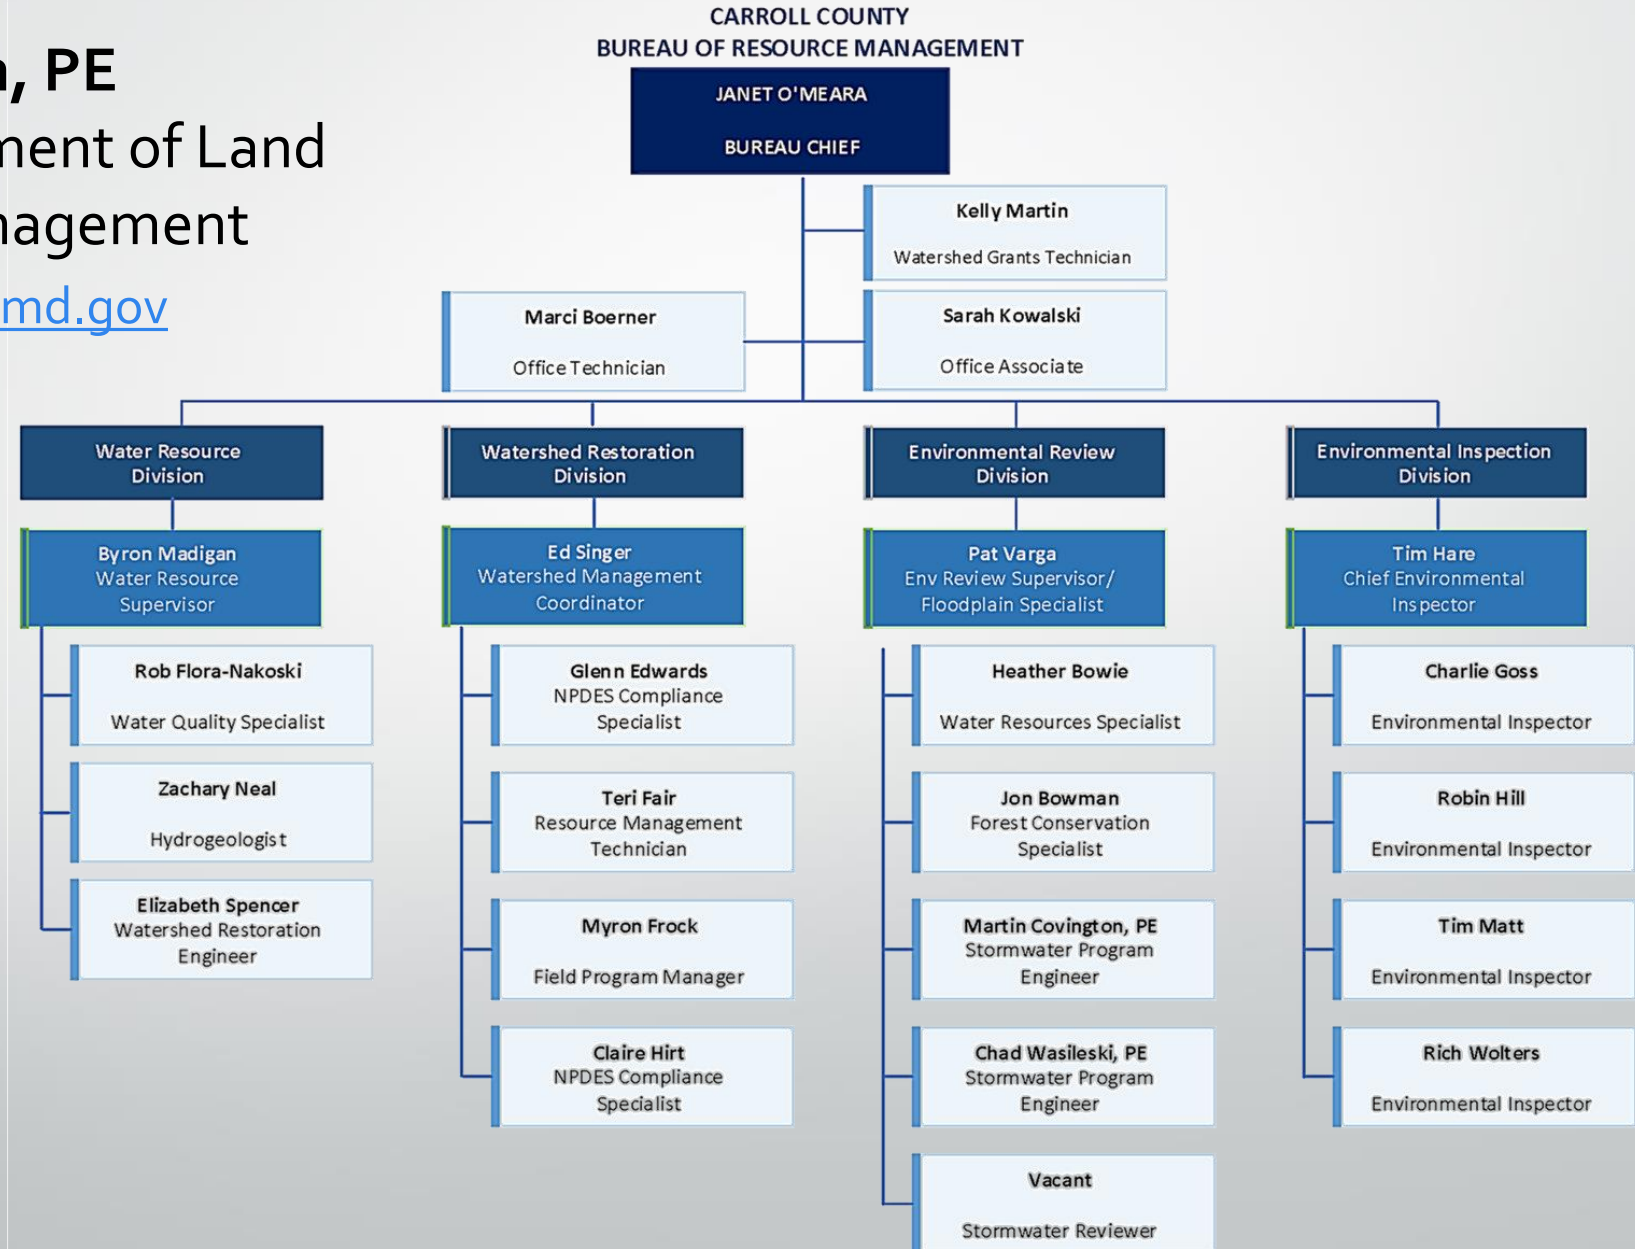 , PE
ment of Land
nagement
md.gov
CARROLL COUNTY
BUREAU OF RESOURCE MANAGEMENT
JANET O'MEARA
BUREAU CHIEF
Kelly Martin
Watershed Grants Technician
Marci Boerner
Office Technician
Sarah Kowalski
Office Associate
Water Resource
Division
Byron Madigan
Water Resource
Supervisor
Rob Flora-Nakoski
Water Quality Specialist
Zachary Neal
Hydrogeologist
Elizabeth Spencer
Watershed Restoration
Engineer
Watershed Restoration
Division
Ed Singer
Watershed Management
Coordinator
Glenn Edwards
NPDES Compliance
Specialist
Teri Fair
Resource Management
Technician
Myron Frock
Field Program Manager
Claire Hirt
NPDES Compliance
Specialist
Environmental Review
Division
Pat Varga
Env Review Supervisor/
Floodplain Specialist
Heather Bowie
Water Resources Specialist
Jon Bowman
Forest Conservation
Specialist
Martin Covington, PE
Stormwater Program
Engineer
Chad Wasileski, PE
Stormwater Program
Engineer
Vacant
Stormwater Reviewer
Environmental Inspection
Division
Tim Hare
Chief Environmental
Inspector
Charlie Goss
Environmental Inspector
Robin Hill
Environmental Inspector
Tim Matt
Environmental Inspector
Rich Wolters
Environmental Inspector